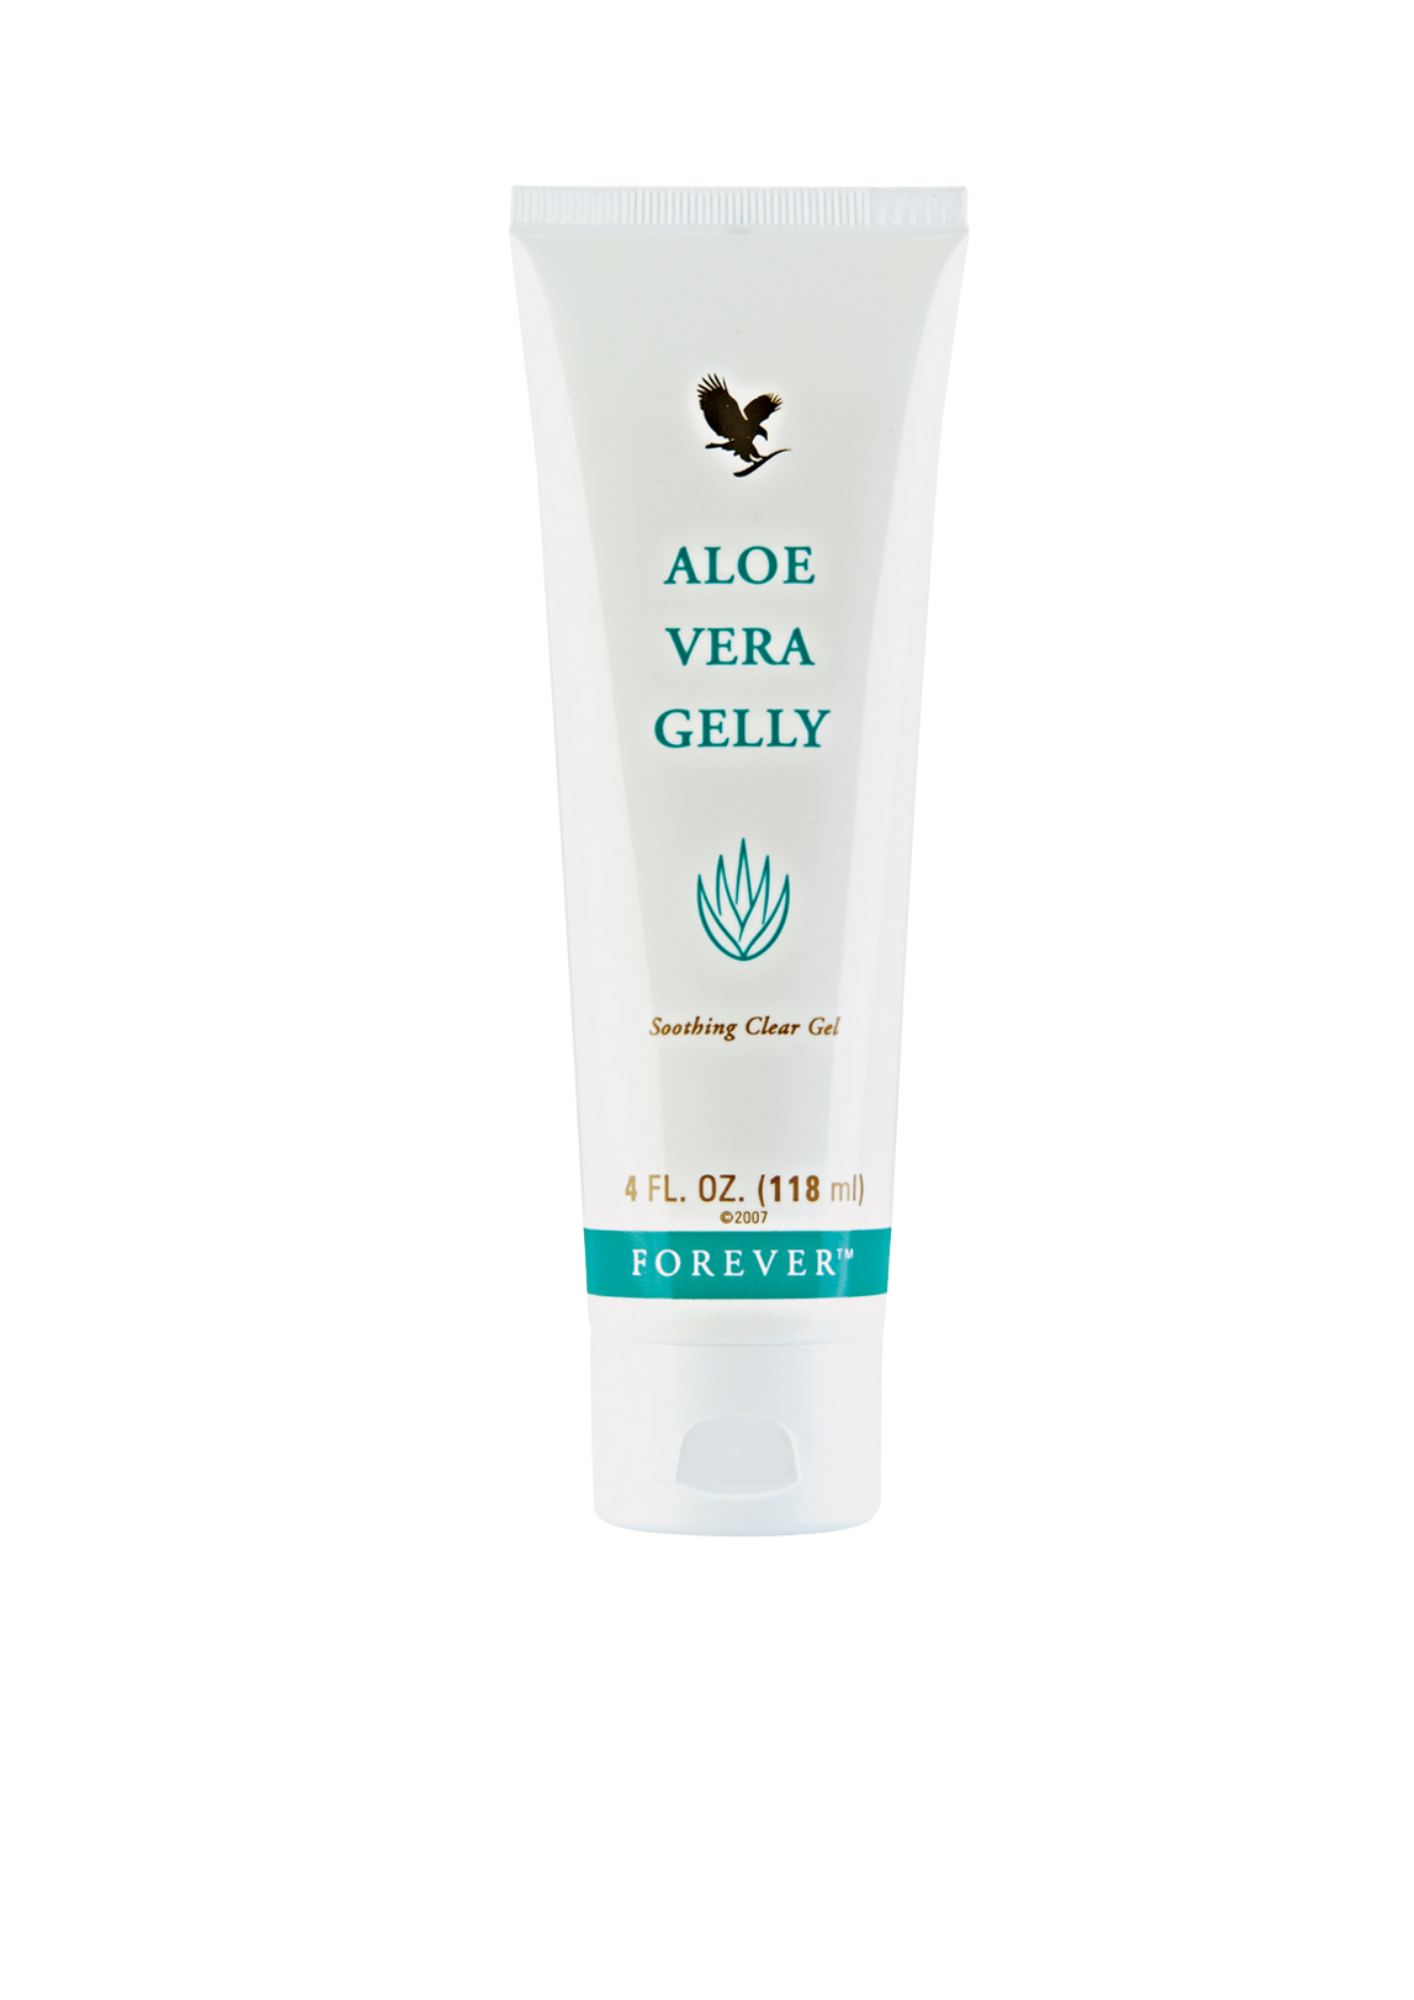 ALOE
VERA
GELLY
Soothing Clear Gel
4 FL. OZ. (118 ml)
©2007
FOREVER™